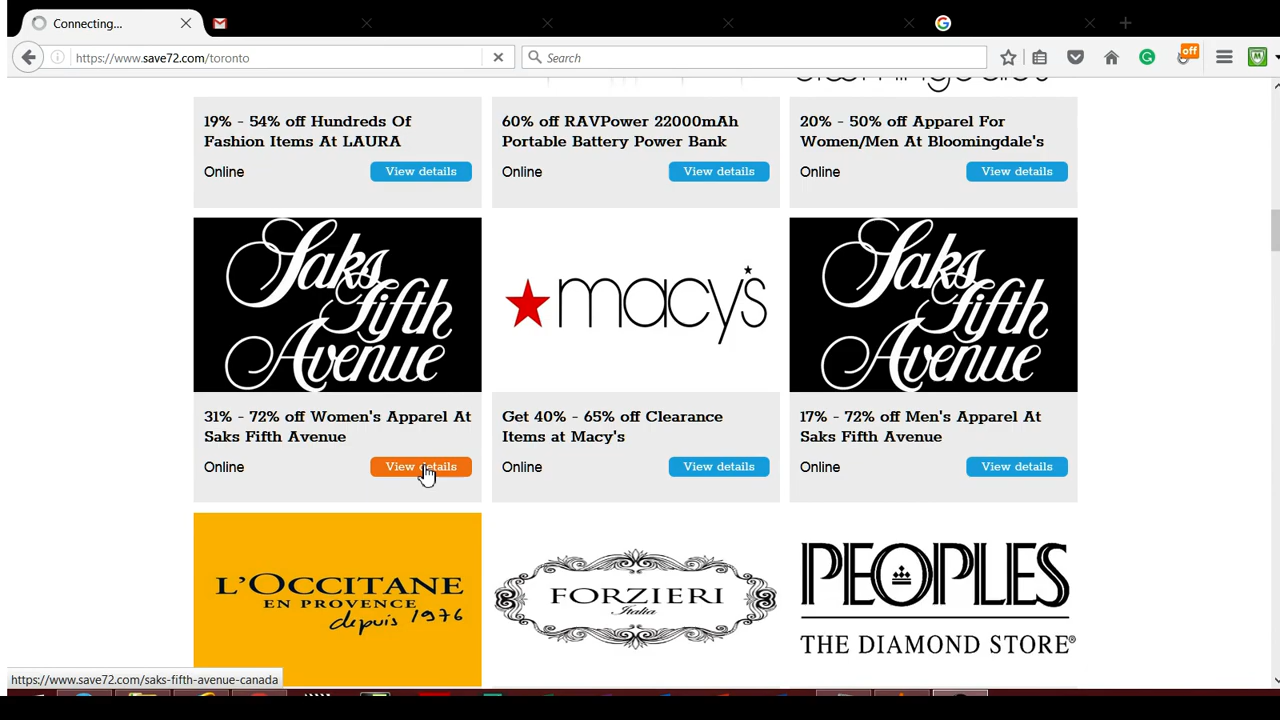 Connecting...
https://www.save72.com/toronto
Search
off
19% - 54% off Hundreds Of
Fashion Items At LAURA
Online
View details
60% off RAVPower 22000mAh
Portable Battery Power Bank
Online
View details
20% - 50% off Apparel For
Women/Men At Bloomingdale's
Online
View details
Saks
Fifth
Avenue
31% - 72% off Women's Apparel At
Saks Fifth Avenue
Online
View details
macy's
Get 40% - 65% off Clearance
Items at Macy's
Online
View details
Saks
Fifth
Avenue
17% - 72% off Men's Apparel At
Saks Fifth Avenue
Online
View details
L'OCCITANE
EN PROVENCE
depuis 1976
FORZIERI
Italia
PEOPLES
THE DIAMOND STORE®
https://www.save72.com/saks-fifth-avenue-canada